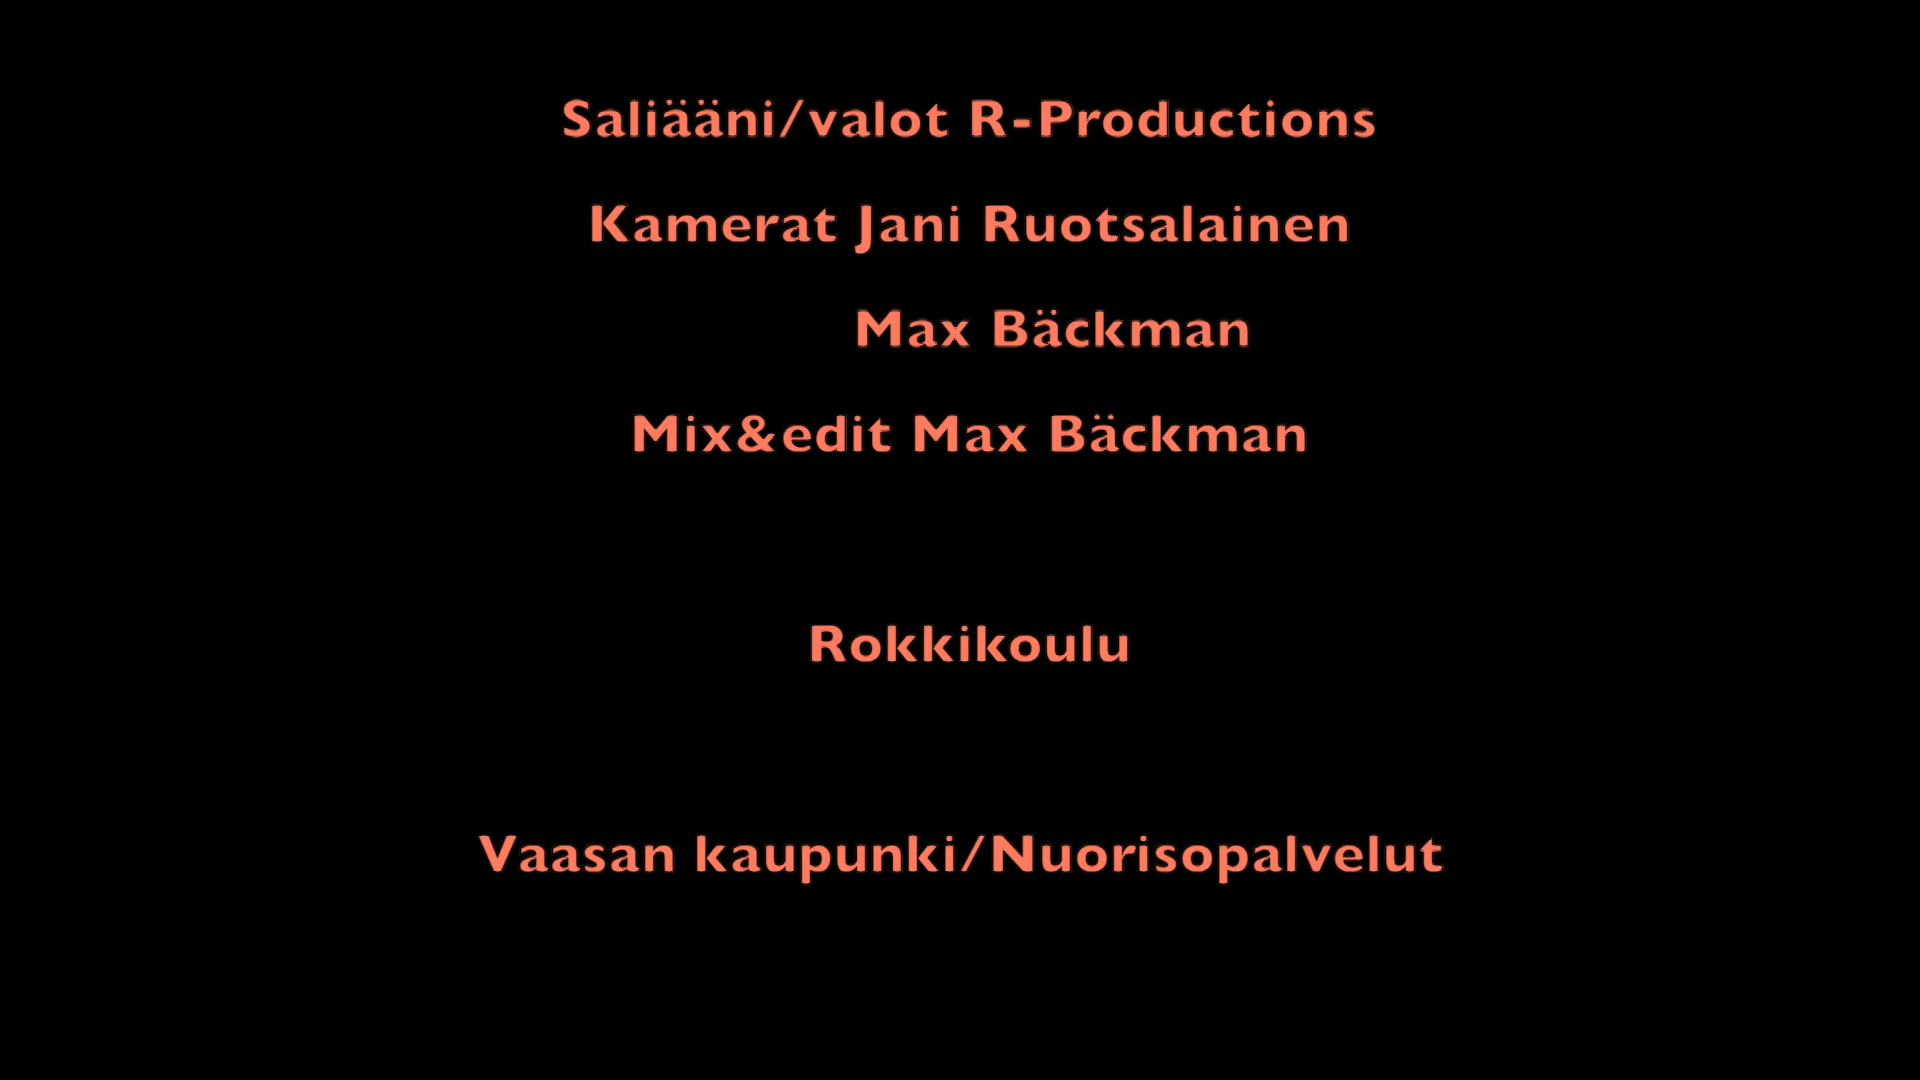 Saliääni/valot R-Productions
Kamerat Jani Ruotsalainen
Max Bäckman
Mix&edit Max Bäckman
Rokkikoulu
Vaasan kaupunki/Nuorisopalvelut